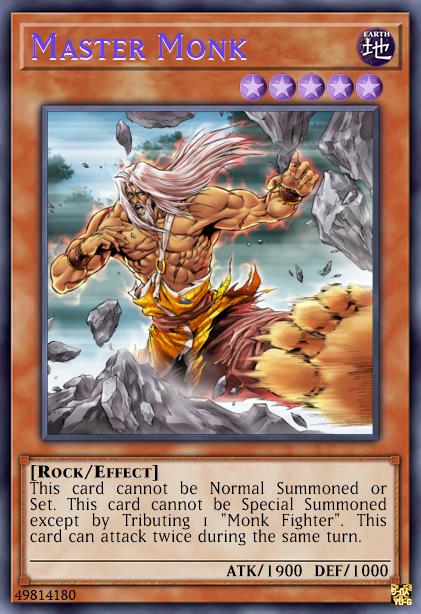 Master Monk
EARTH
地
[Rock/Effect]
This card cannot be Normal Summoned or
Set. This card cannot be Special Summoned
except by Tributing 1 "Monk Fighter". This
card can attack twice during the same turn.
ATK/1900 DEF/1000
49814180